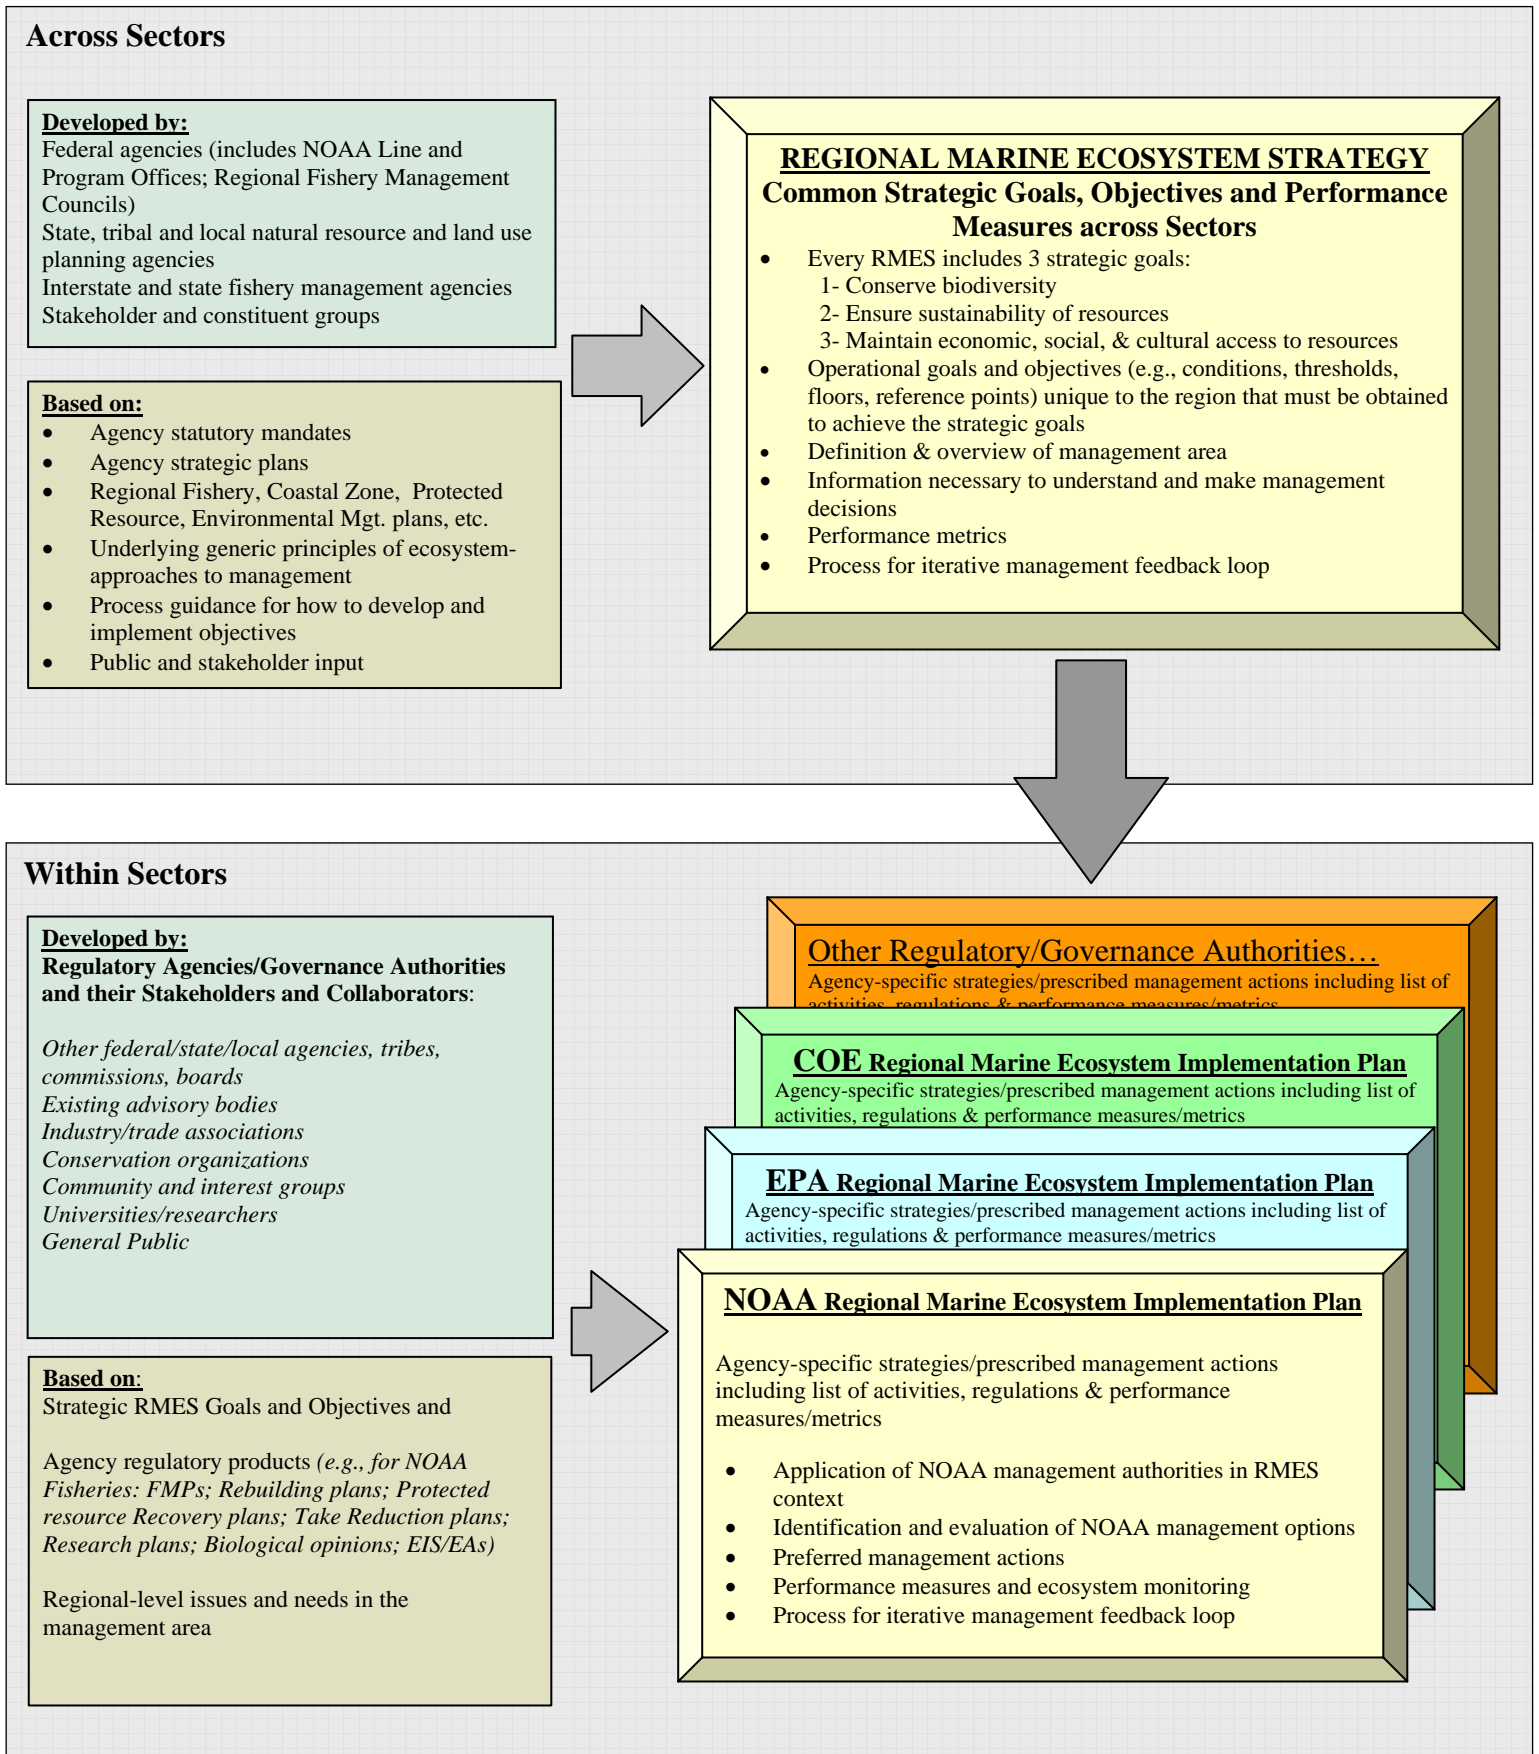 Across Sectors
Developed by:
Federal agencies (includes NOAA Line and
Program Offices; Regional Fishery Management
Councils)
State, tribal and local natural resource and land use
planning agencies
Interstate and state fishery management agencies
Stakeholder and constituent groups
Based on:
• Agency statutory mandates
• Agency strategic plans
• Regional Fishery, Coastal Zone, Protected
Resource, Environmental Mgt. plans, etc.
• Underlying generic principles of ecosystem-
approaches to management
• Process guidance for how to develop and
implement objectives
• Public and stakeholder input
REGIONAL MARINE ECOSYSTEM STRATEGY
Common Strategic Goals, Objectives and Performance
Measures across Sectors
• Every RMES includes 3 strategic goals:
1- Conserve biodiversity
2- Ensure sustainability of resources
3- Maintain economic, social, & cultural access to resources
• Operational goals and objectives (e.g., conditions, thresholds,
floors, reference points) unique to the region that must be obtained
to achieve the strategic goals
• Definition & overview of management area
• Information necessary to understand and make management
decisions
• Performance metrics
• Process for iterative management feedback loop
Within Sectors
Developed by:
Regulatory Agencies/Governance Authorities
and their Stakeholders and Collaborators:
Other federal/state/local agencies, tribes,
commissions, boards
Existing advisory bodies
Industry/trade associations
Conservation organizations
Community and interest groups
Universities/researchers
General Public
Based on:
Strategic RMES Goals and Objectives and
Agency regulatory products (e.g., for NOAA
Fisheries: FMPs; Rebuilding plans; Protected
resource Recovery plans; Take Reduction plans;
Research plans; Biological opinions; EIS/EAs)
Regional-level issues and needs in the
management area
Other Regulatory/Governance Authorities…
Agency-specific strategies/prescribed management actions including list of
activities, regulations & performance measures/metrics
COE Regional Marine Ecosystem Implementation Plan
Agency-specific strategies/prescribed management actions including list of
activities, regulations & performance measures/metrics
EPA Regional Marine Ecosystem Implementation Plan
Agency-specific strategies/prescribed management actions including list of
activities, regulations & performance measures/metrics
NOAA Regional Marine Ecosystem Implementation Plan
Agency-specific strategies/prescribed management actions
including list of activities, regulations & performance
measures/metrics
• Application of NOAA management authorities in RMES
context
• Identification and evaluation of NOAA management options
• Preferred management actions
• Performance measures and ecosystem monitoring
• Process for iterative management feedback loop